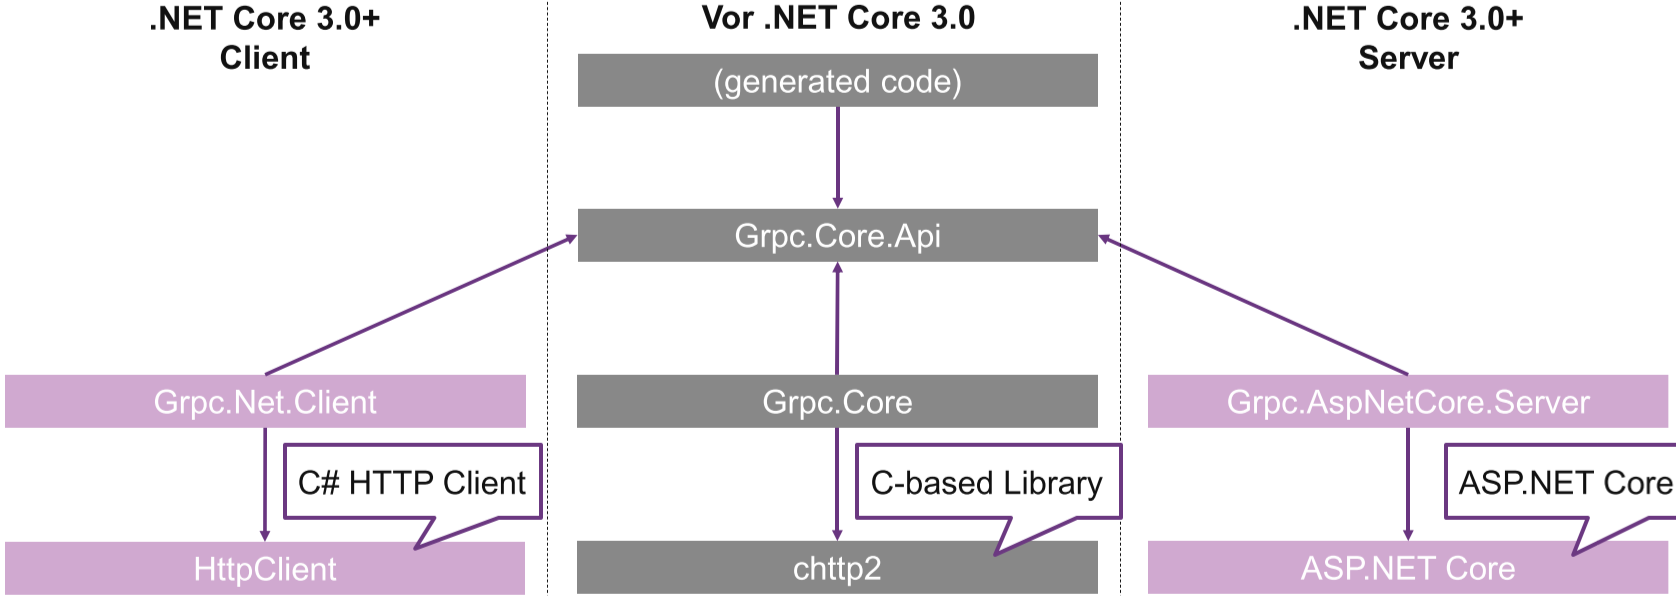 .NET Core 3.0+
Client
Vor .NET Core 3.0
.NET Core 3.0+
Server
(generated code)
Grpc.Core.Api
Grpc.Net.Client
Grpc.Core
Grpc.AspNetCore.Server
C# HTTP Client
C-based Library
ASP.NET Core
HttpClient
chttp2
ASP.NET Core